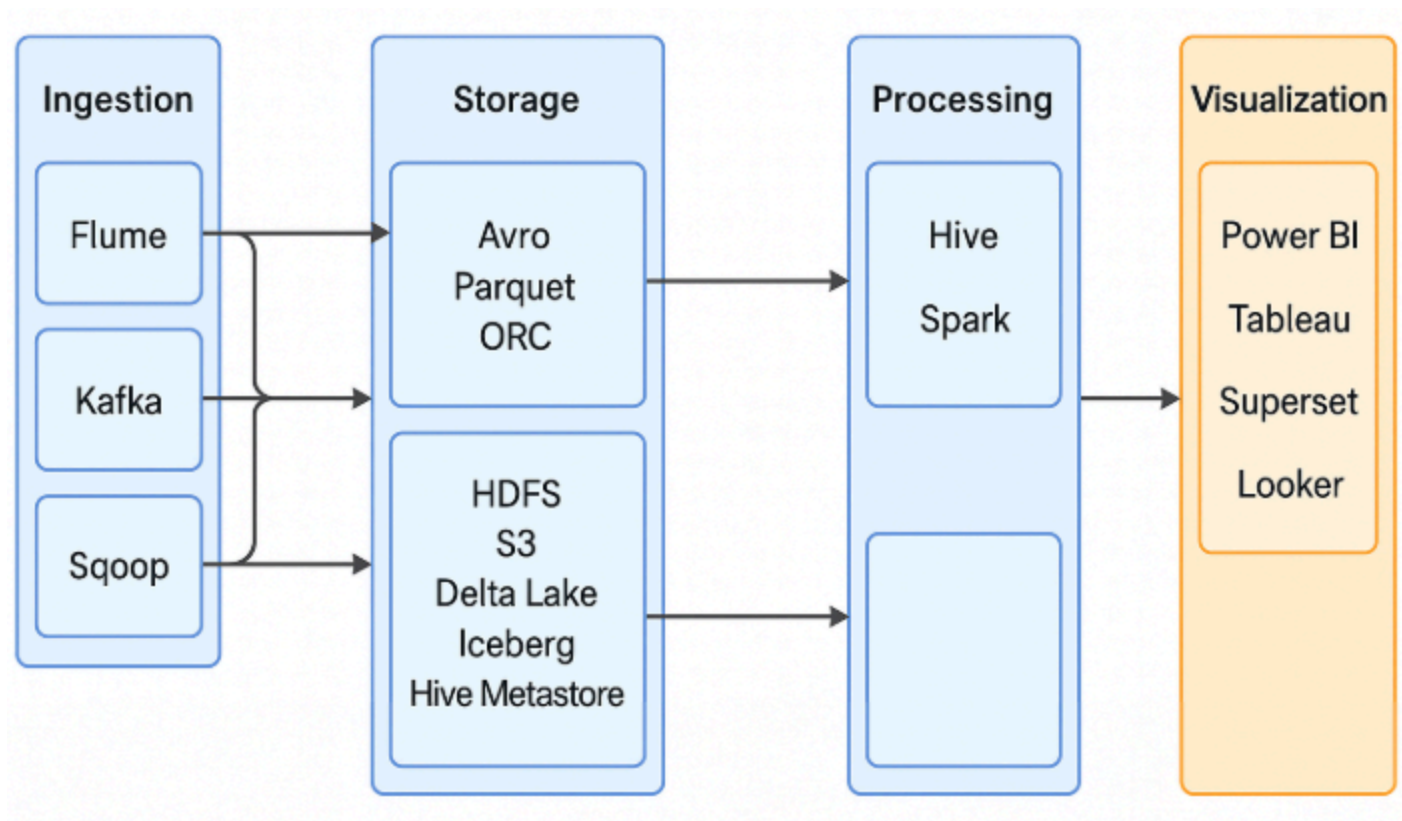 Ingestion
Flume
Kafka
Sqoop
Storage
Avro
Parquet
ORC
HDFS
S3
Delta Lake
Iceberg
Hive Metastore
Processing
Hive
Spark
Visualization
Power BI
Tableau
Superset
Looker